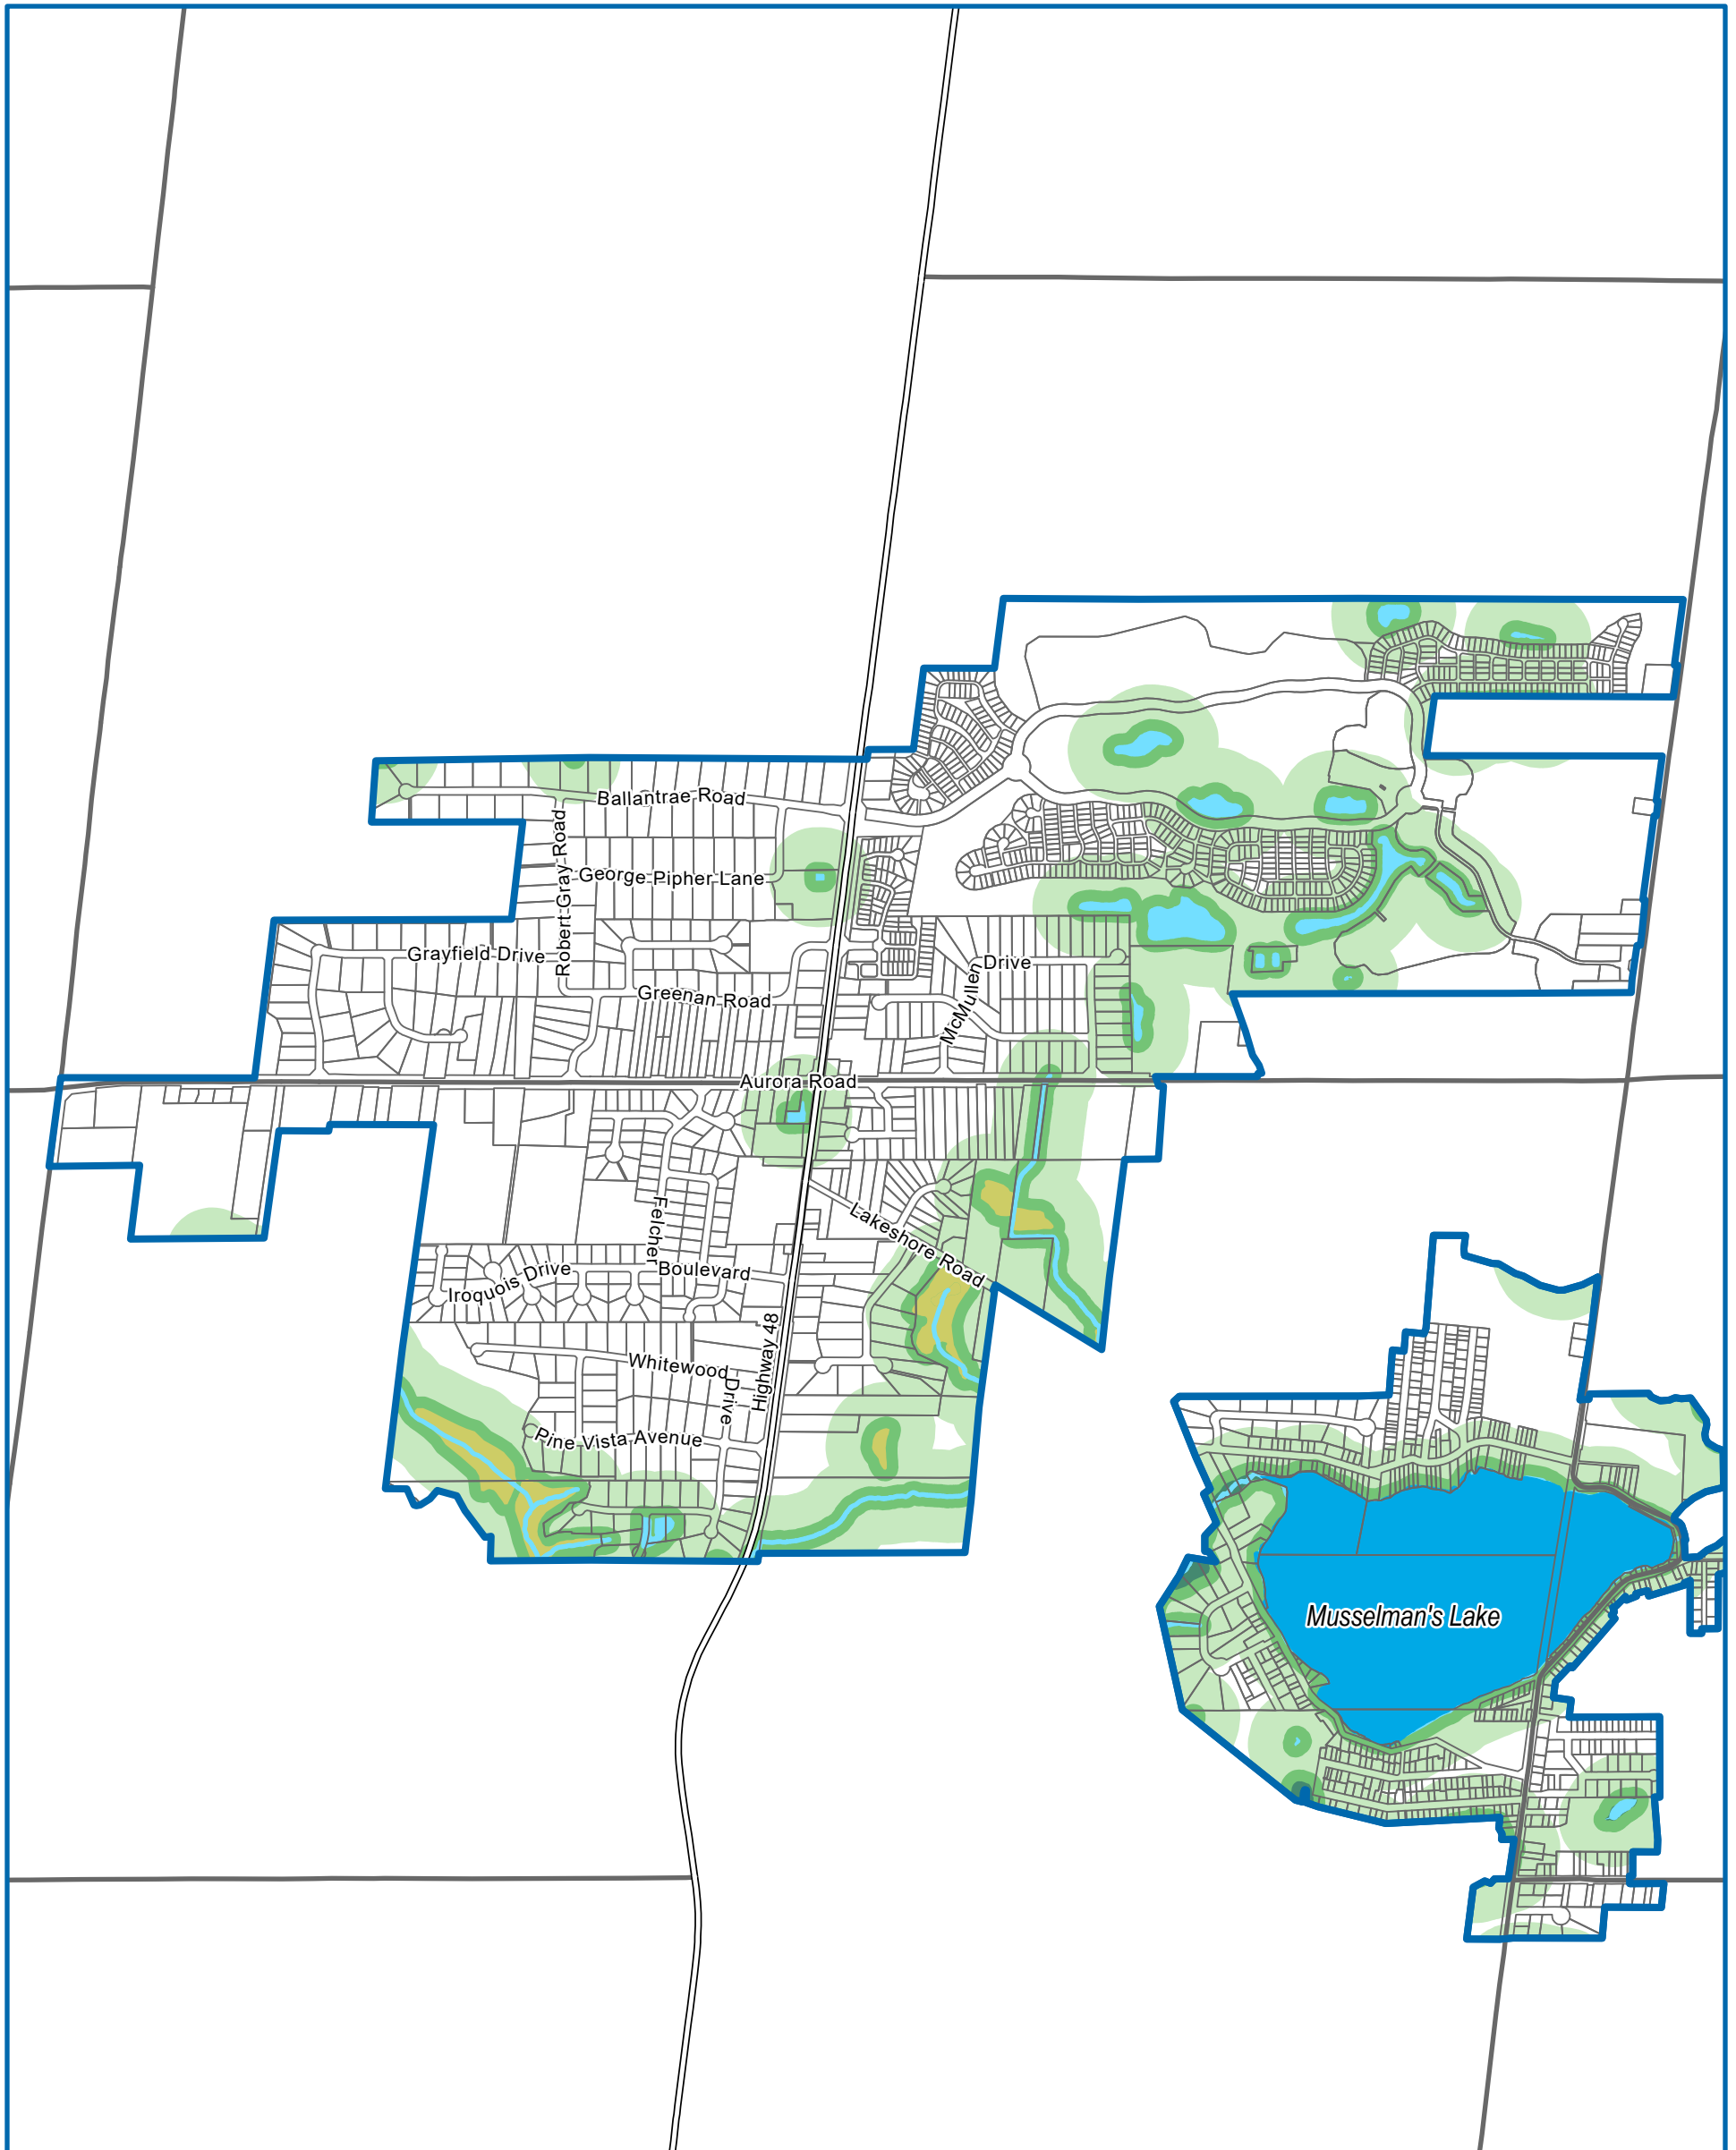 Ballantrae Road
Robert Gray Road
George Pipher Lane
Grayfield Drive
McMullen Drive
Greenan Road
Aurora Road
Felcher Boulevard
Lakeshore Road
Iroquois Drive
Highway 48
Whitewood Drive
Pine Vista Avenue
Musselman's Lake